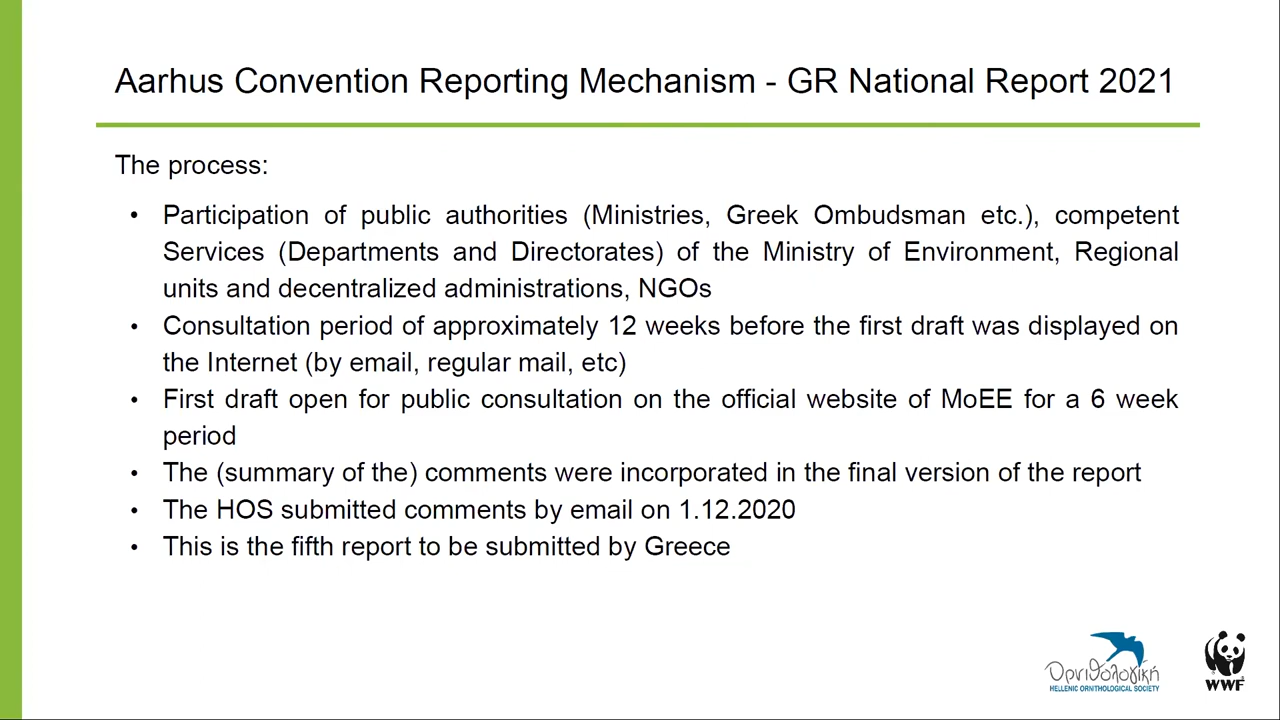 Aarhus Convention Reporting Mechanism - GR National Report 2021
The process:
• Participation of public authorities (Ministries, Greek Ombudsman etc.), competent
Services (Departments and Directorates) of the Ministry of Environment, Regional
units and decentralized administrations, NGOs
• Consultation period of approximately 12 weeks before the first draft was displayed on
the Internet (by email, regular mail, etc)
• First draft open for public consultation on the official website of MoEE for a 6 week
period
• The (summary of the) comments were incorporated in the final version of the report
• The HOS submitted comments by email on 1.12.2020
• This is the fifth report to be submitted by Greece
Ορνιθολογική
HELLENIC ORNITHOLOGICAL SOCIETY
WWF